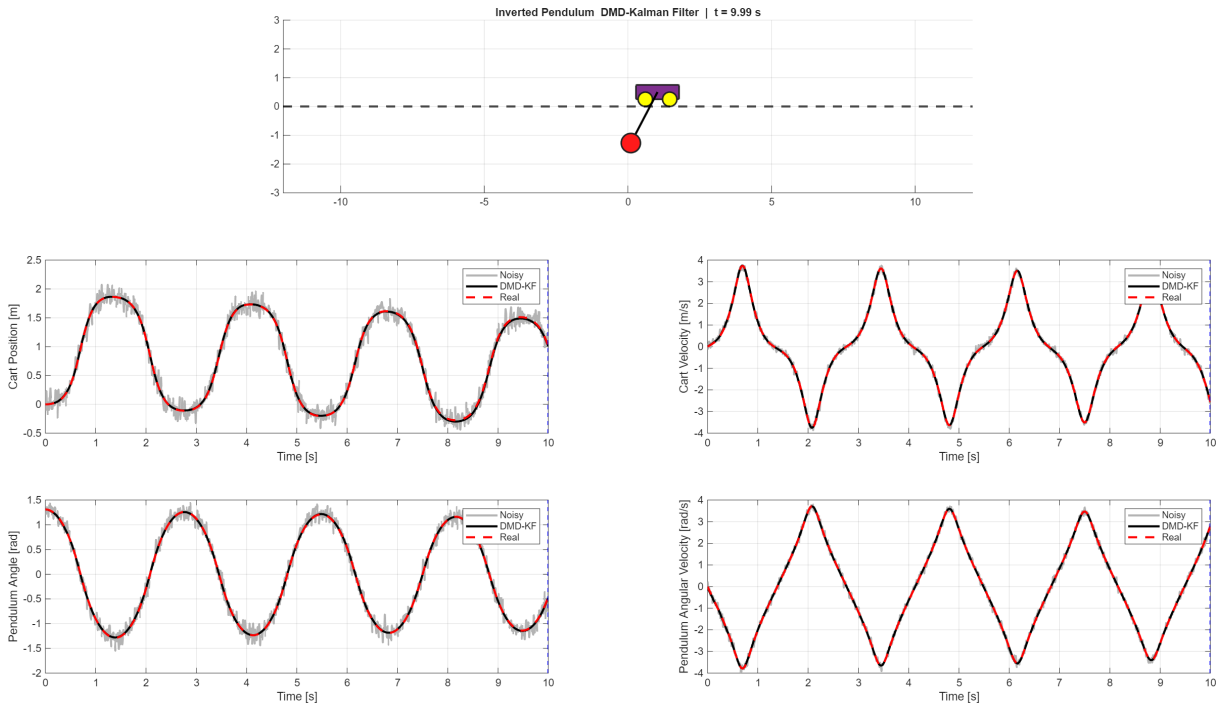 Inverted Pendulum DMD-Kalman Filter | t = 9.99 s
3
2
1
0
-1
-2
-3
-10
-5
0
5
10
Cart Position [m]
2.5
2
1.5
1
0.5
0
-0.5
Noisy
DMD-KF
Real
0 1 2 3 4 5 6 7 8 9 10
Time [s]
Cart Velocity [m/s]
4
3
2
1
0
-1
-2
-3
-4
Noisy
DMD-KF
Real
0 1 2 3 4 5 6 7 8 9 10
Time [s]
Pendulum Angle [rad]
1.5
1
0.5
0
-0.5
-1
-1.5
-2
Noisy
DMD-KF
Real
0 1 2 3 4 5 6 7 8 9 10
Time [s]
Pendulum Angular Velocity [rad/s]
4
3
2
1
0
-1
-2
-3
-4
Noisy
DMD-KF
Real
0 1 2 3 4 5 6 7 8 9 10
Time [s]